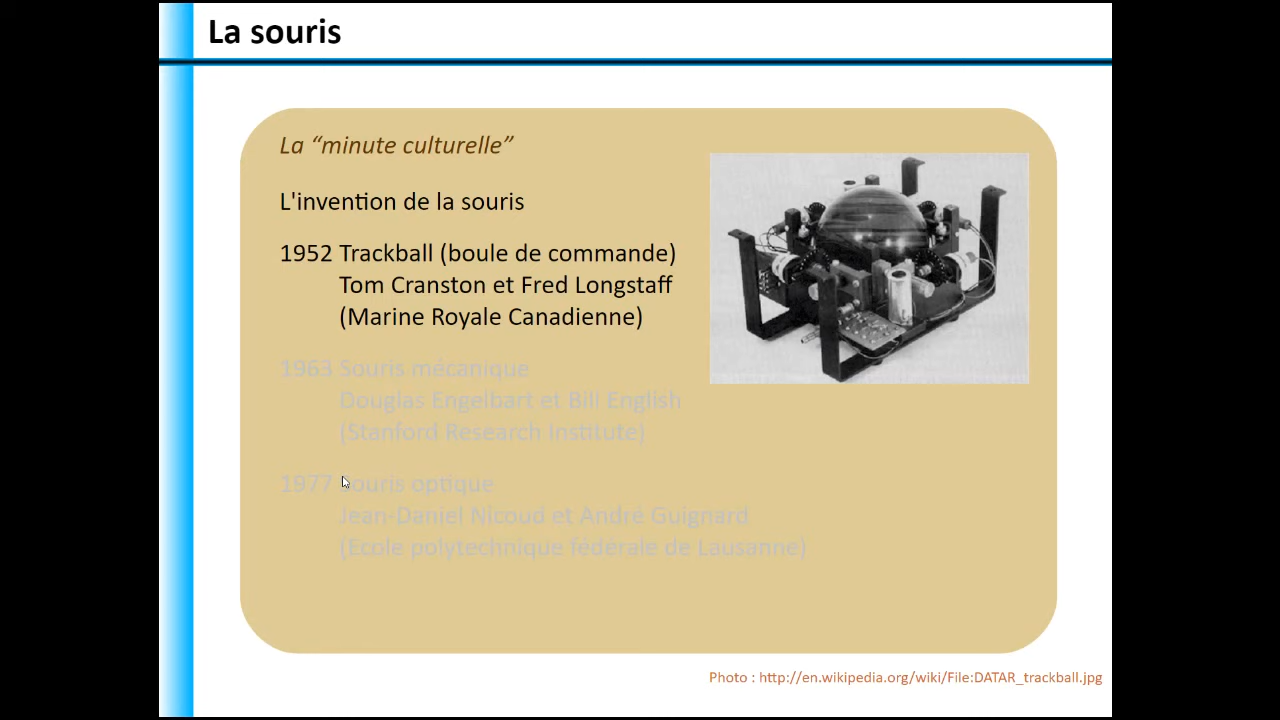 La souris
La “minute culturelle”
L'invention de la souris
1952 Trackball (boule de commande)
Tom Cranston et Fred Longstaff
(Marine Royale Canadienne)
1963 Souris mécanique
Douglas Engelbart et Bill English
(Stanford Research Institute)
1977 Souris optique
Jean-Daniel Nicoud et André Guignard
(Ecole polytechnique fédérale de Lausanne)
Photo : http://en.wikipedia.org/wiki/File:DATAR_trackball.jpg